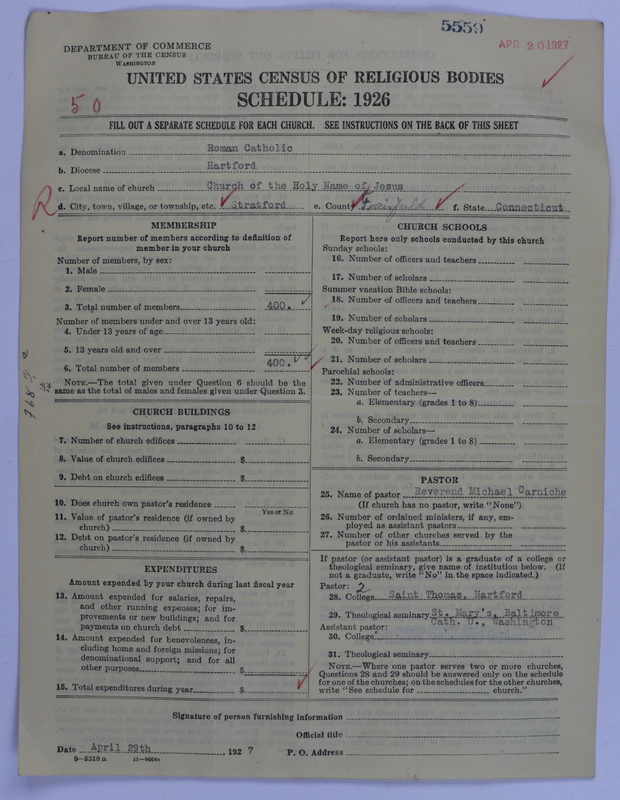 5559
APR 30 1927
DEPARTMENT OF COMMERCE
BUREAU OF THE CENSUS
WASHINGTON
UNITED STATES CENSUS OF RELIGIOUS BODIES
SCHEDULE: 1926
50
FILL OUT A SEPARATE SCHEDULE FOR EACH CHURCH. SEE INSTRUCTIONS ON THE BACK OF THIS SHEET
a. Denomination Roman Catholic
b. Diocese Hartford
c. Local name of church Church of the Holy Name of Jesus
R d. City, town, village, or township, etc. Stratford e. County Fairfield f. State Connecticut
MEMBERSHIP
Report number of members according to definition of
member in your church
Number of members, by sex:
1. Male
2. Female
3. Total number of members 400.
Number of members under and over 13 years old:
4. Under 13 years of age
5. 13 years old and over
6. Total number of members 400.
NOTE.—The total given under Question 6 should be the
same as the total of males and females given under Question 3.
CHURCH BUILDINGS
See instructions, paragraphs 10 to 12
7. Number of church edifices
8. Value of church edifices $
9. Debt on church edifices $
10. Does church own pastor's residence
Yes or No
11. Value of pastor's residence (if owned by
church) $
12. Debt on pastor's residence (if owned by
church) $
EXPENDITURES
Amount expended by your church during last fiscal year
13. Amount expended for salaries, repairs,
and other running expenses; for im-
provements or new buildings; and for
payments on church debt $
14. Amount expended for benevolences, in-
cluding home and foreign missions; for
denominational support; and for all
other purposes $
15. Total expenditures during year $
CHURCH SCHOOLS
Report here only schools conducted by this church
Sunday schools:
16. Number of officers and teachers
17. Number of scholars
Summer vacation Bible schools:
18. Number of officers and teachers
19. Number of scholars
Week-day religious schools:
20. Number of officers and teachers
21. Number of scholars
Parochial schools:
22. Number of administrative officers
23. Number of teachers—
a. Elementary (grades 1 to 8)
b. Secondary
24. Number of scholars—
a. Elementary (grades 1 to 8)
b. Secondary
PASTOR
25. Name of pastor Reverend Michael Carniche
(If church has no pastor, write "None")
26. Number of ordained ministers, if any, em-
ployed as assistant pastors
27. Number of other churches served by the
pastor or his assistants
If pastor (or assistant pastor) is a graduate of a college or
theological seminary, give name of institution below. (If
not a graduate, write "No" in the space indicated.)
Pastor: 2
28. College Saint Thomas, Hartford
29. Theological seminary St. Mary's, Baltimore
Cath. U., Washington
Assistant pastor:
30. College
31. Theological seminary
NOTE.—Where one pastor serves two or more churches,
Questions 28 and 29 should be answered only on the schedule
for one of the churches; on the schedules for the other churches,
write "See schedule for church."
Signature of person furnishing information
Official title
Date April 29th, 1927 P. O. Address
8-5518a 11-9054a